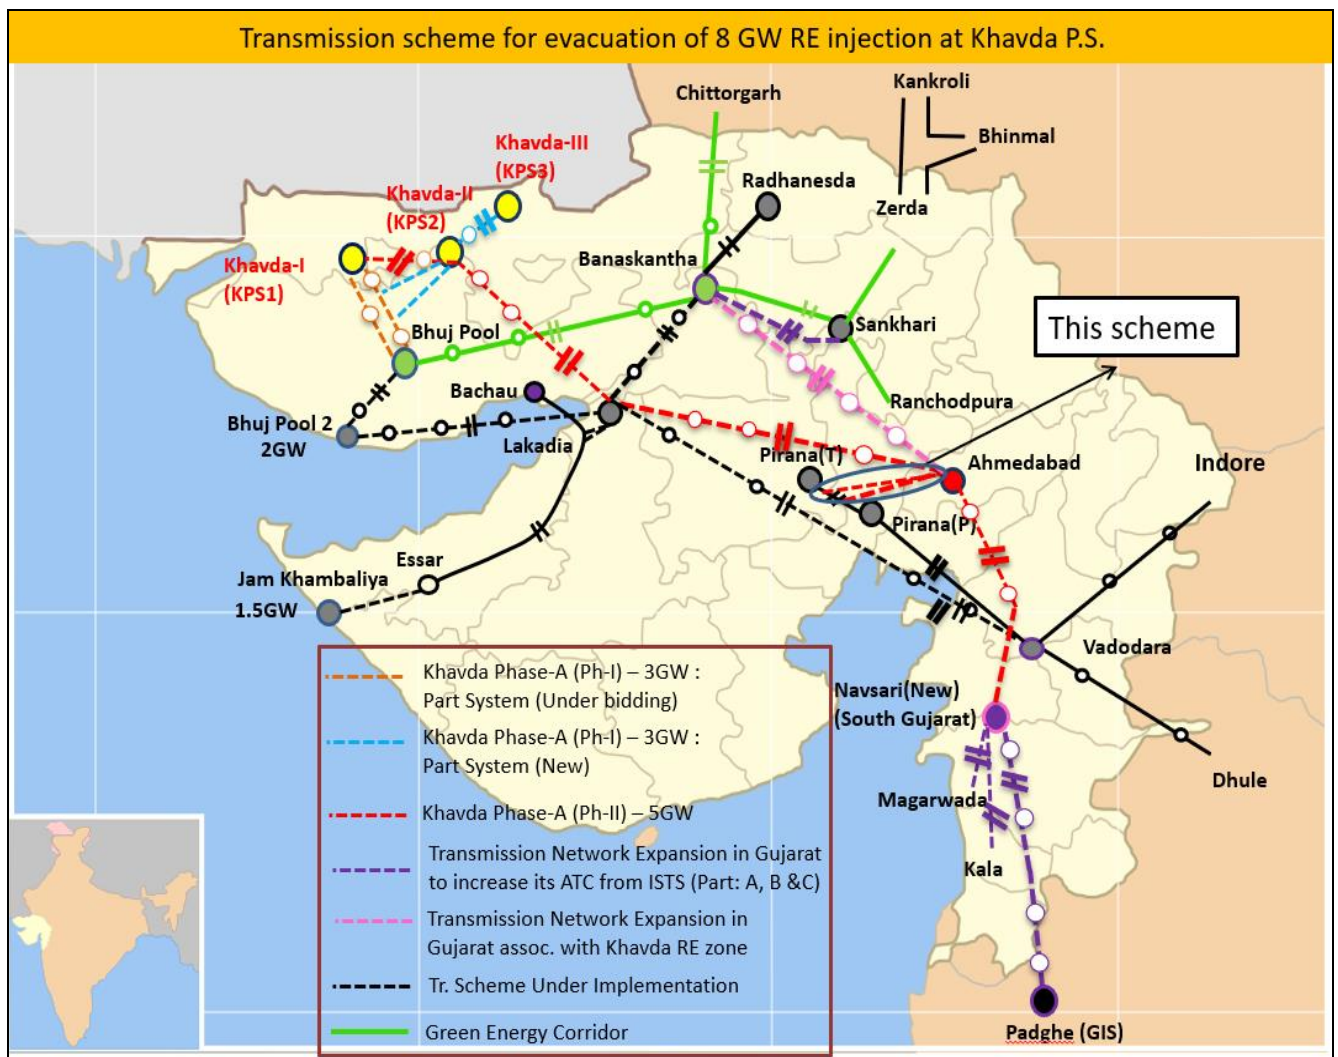 Transmission scheme for evacuation of 8 GW RE injection at Khavda P.S.
Kankroli
Chittorgarh
Bhinmal
Khavda-III
(KPS3)
Radhanesda
Khavda-II
(KPS2)
Zerda
Banaskantha
Khavda-I
(KPS1)
This scheme
Sankhari
Bhuj Pool
Bachau
Ranchodpura
Bhuj Pool 2
2GW
Lakadia
Pirana(T)
Ahmedabad
Indore
Pirana(P)
Essar
Jam Khambaliya
1.5GW
Vadodara
Navsari(New)
(South Gujarat)
Dhule
Magarwada
Kala
Padghe (GIS)
Khavda Phase-A (Ph-I) – 3GW :
Part System (Under bidding)
Khavda Phase-A (Ph-I) – 3GW :
Part System (New)
Khavda Phase-A (Ph-II) – 5GW
Transmission Network Expansion in Gujarat
to increase its ATC from ISTS (Part: A, B &C)
Transmission Network Expansion in
Gujarat assoc. with Khavda RE zone
Tr. Scheme Under Implementation
Green Energy Corridor